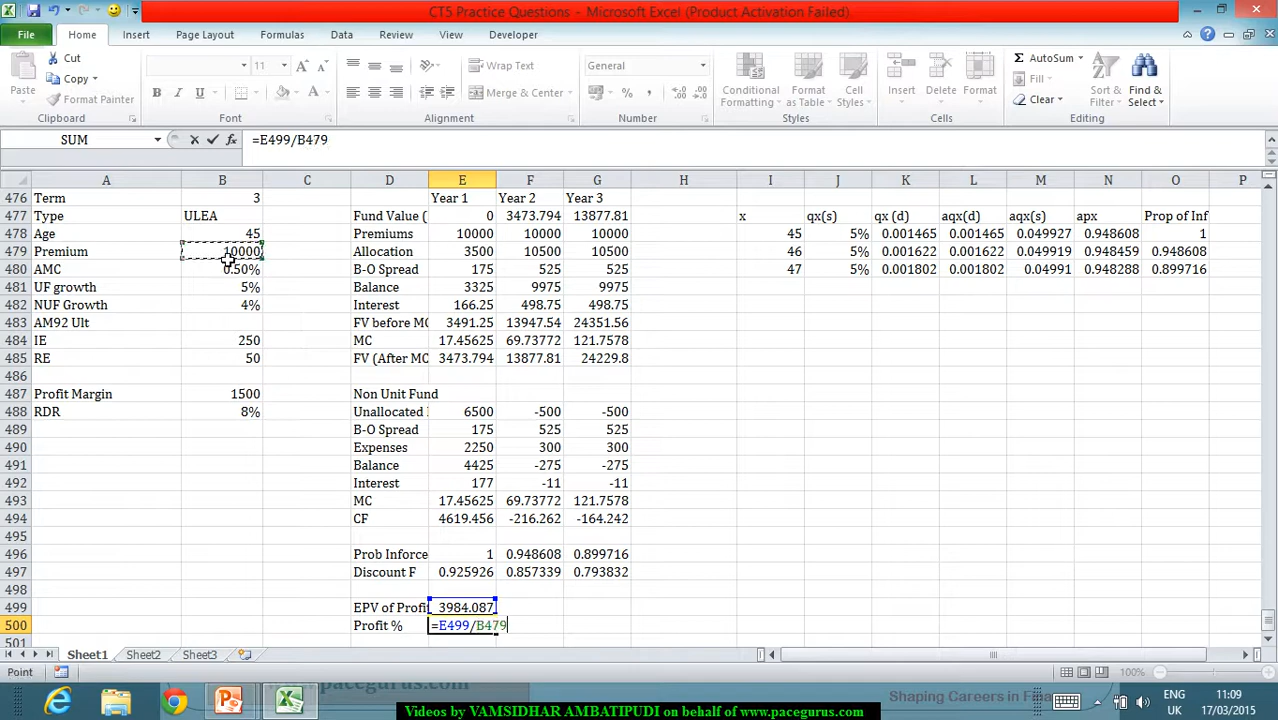 CT5 Practice Questions - Microsoft Excel (Product Activation Failed)
File Home Insert Page Layout Formulas Data Review View Developer
Cut
Copy
Format Painter
Paste
Clipboard
11
Font
Wrap Text
Merge & Center
Alignment
General
Number
Conditional Formatting
Format as Table
Cell Styles
Styles
Insert Delete Format
Cells
AutoSum
Fill
Clear
Sort & Filter
Find & Select
Editing
SUM =E499/B479
A B C D E F G H I J K L M N O P
476 Term 3 Year 1 Year 2 Year 3
477 Type ULEA Fund Value ( 0 3473.794 13877.81 x qx(s) qx (d) aqx(d) aqx(s) apx Prop of Inf
478 Age 45 Premiums 10000 10000 10000 45 5% 0.001465 0.001465 0.049927 0.948608 1
479 Premium 10000 Allocation 3500 10500 10500 46 5% 0.001622 0.001622 0.049919 0.948459 0.948608
480 AMC 0.50% B-O Spread 175 525 525 47 5% 0.001802 0.001802 0.04991 0.948288 0.899716
481 UF growth 5% Balance 3325 9975 9975
482 NUF Growth 4% Interest 166.25 498.75 498.75
483 AM92 Ult FV before MC 3491.25 13947.54 24351.56
484 IE 250 MC 17.45625 69.73772 121.7578
485 RE 50 FV (After MC 3473.794 13877.81 24229.8
486
487 Profit Margin 1500 Non Unit Fund
488 RDR 8% Unallocated 6500 -500 -500
489 B-O Spread 175 525 525
490 Expenses 2250 300 300
491 Balance 4425 -275 -275
492 Interest 177 -11 -11
493 MC 17.45625 69.73772 121.7578
494 CF 4619.456 -216.262 -164.242
495
496 Prob Inforce 1 0.948608 0.899716
497 Discount F 0.925926 0.857339 0.793832
498
499 EPV of Profit 3984.087
500 Profit % =E499/B479
501
Sheet1 Sheet2 Sheet3
Point 100%
www.pacegurus.com
Shaping Careers in Fin
ENG 11:09
UK 17/03/2015
Videos by VAMSIDHAR AMBATIPUDI on behalf of www.pacegurus.com